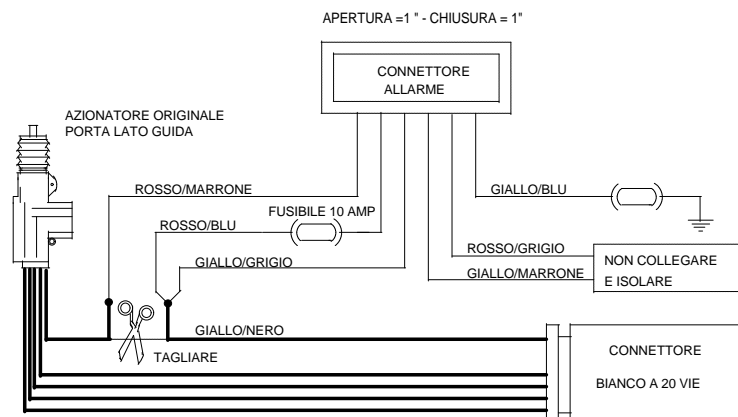 APERTURA =1 " - CHIUSURA = 1"
CONNETTORE
ALLARME
AZIONATORE ORIGINALE
PORTA LATO GUIDA
ROSSO/MARRONE
GIALLO/BLU
FUSIBILE 10 AMP
ROSSO/BLU
ROSSO/GRIGIO
GIALLO/GRIGIO
GIALLO/MARRONE
NON COLLEGARE
E ISOLARE
GIALLO/NERO
TAGLIARE
CONNETTORE
BIANCO A 20 VIE